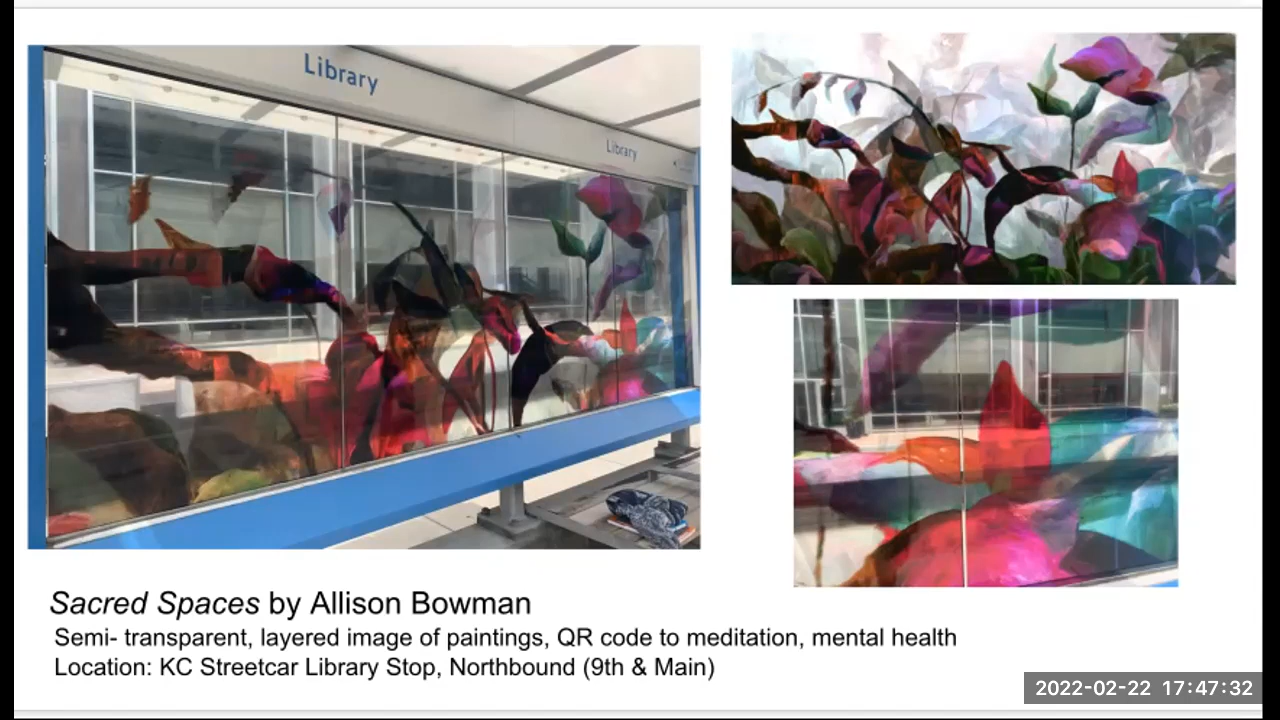 Library
Library
Sacred Spaces by Allison Bowman
Semi- transparent, layered image of paintings, QR code to meditation, mental health
Location: KC Streetcar Library Stop, Northbound (9th & Main)
2022-02-22 17:47:32